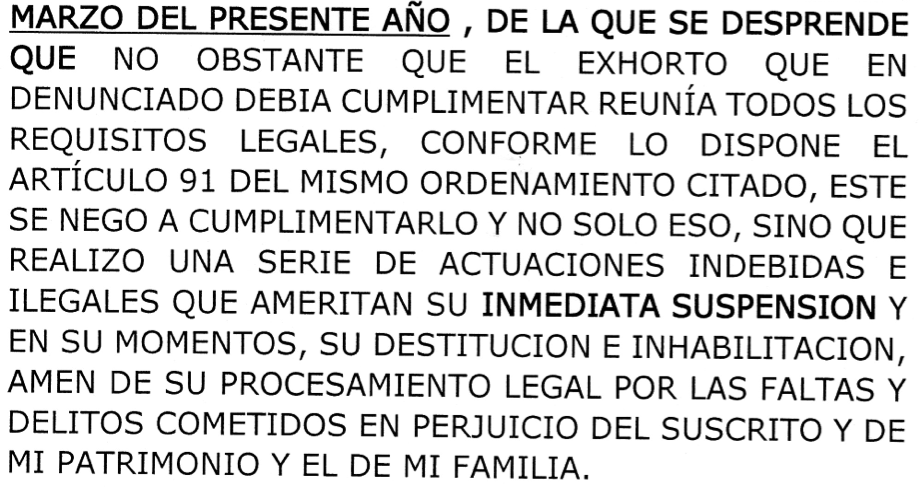 MARZO DEL PRESENTE AÑO , DE LA QUE SE DESPRENDE
QUE NO OBSTANTE QUE EL EXHORTO QUE EN
DENUNCIADO DEBIA CUMPLIMENTAR REUNÍA TODOS LOS
REQUISITOS LEGALES, CONFORME LO DISPONE EL
ARTÍCULO 91 DEL MISMO ORDENAMIENTO CITADO, ESTE
SE NEGO A CUMPLIMENTARLO Y NO SOLO ESO, SINO QUE
REALIZO UNA SERIE DE ACTUACIONES INDEBIDAS E
ILEGALES QUE AMERITAN SU INMEDIATA SUSPENSION Y
EN SU MOMENTOS, SU DESTITUCION E INHABILITACION,
AMEN DE SU PROCESAMIENTO LEGAL POR LAS FALTAS Y
DELITOS COMETIDOS EN PERJUICIO DEL SUSCRITO Y DE
MI PATRIMONIO Y EL DE MI FAMILIA.